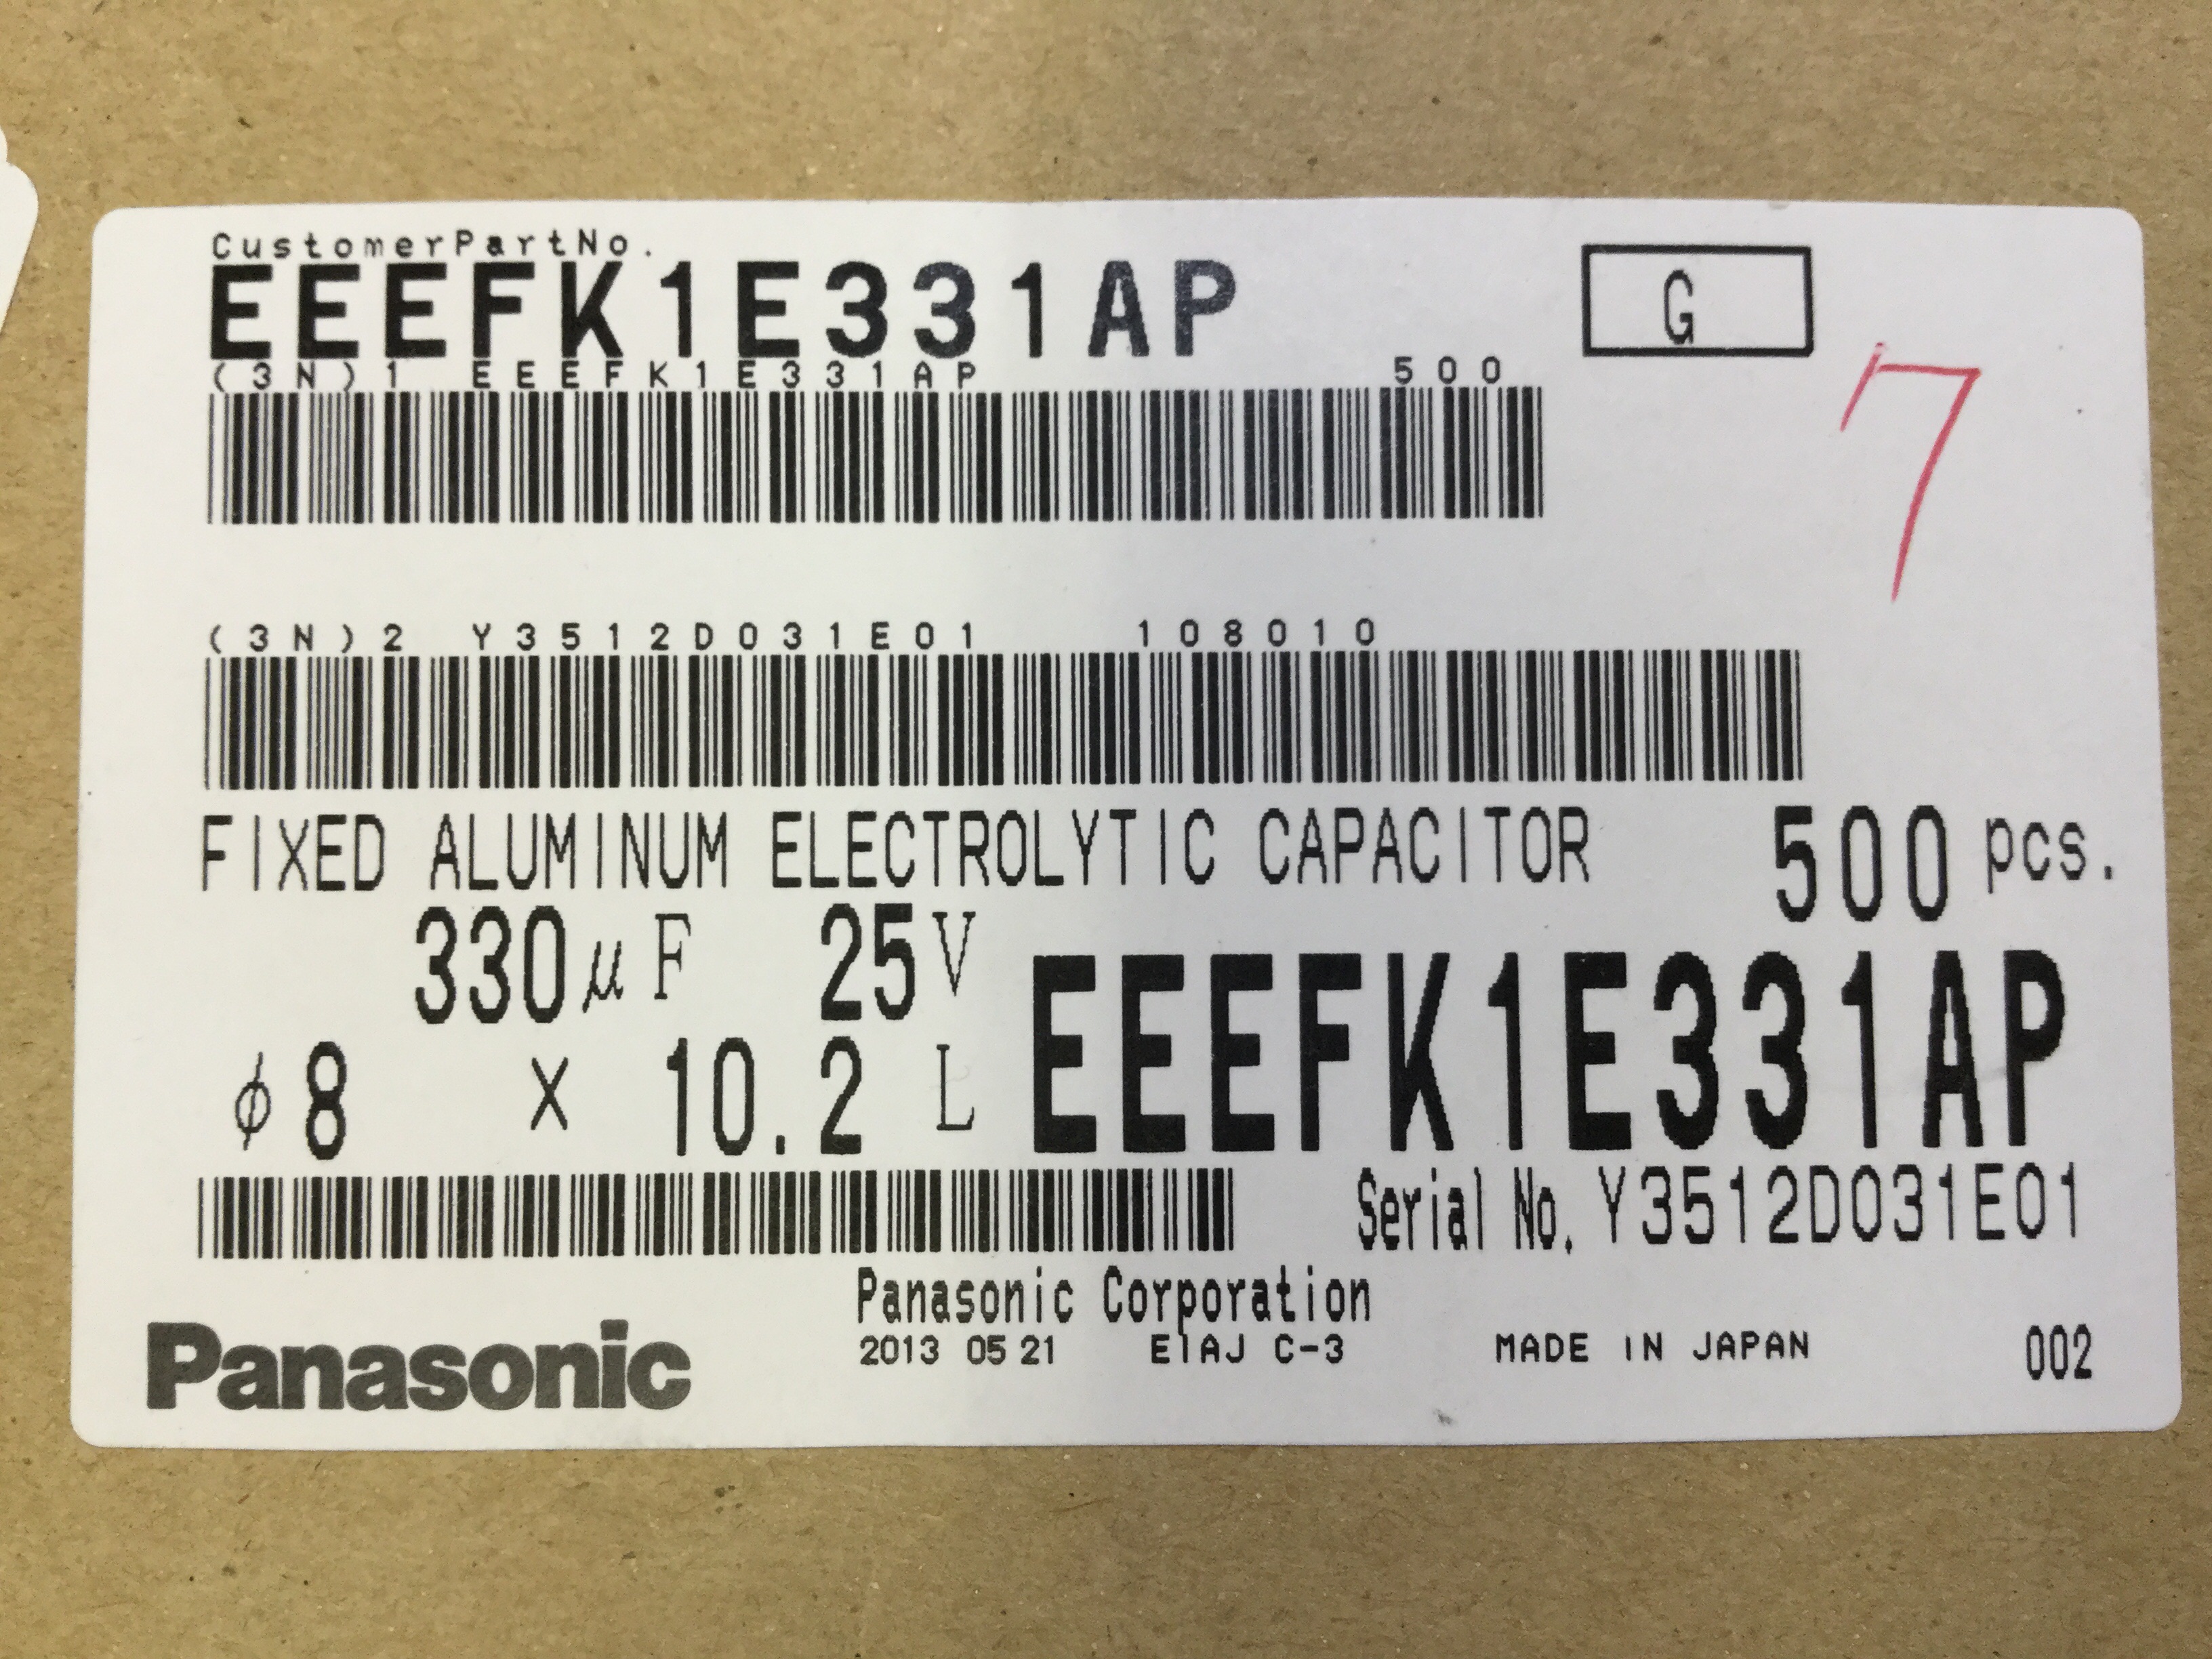 CustomerPartNo.
EEEFK1E331AP
G
(3N)1 EEEFK1E331AP 500
7
(3N)2 Y3512D031E01 108010
FIXED ALUMINUM ELECTROLYTIC CAPACITOR 500 pcs.
330μF 25V
EEEFK1E331AP
φ8 × 10.2 L
Serial No. Y3512D031E01
Panasonic Corporation
Panasonic
2013 05 21 EIAJ C-3 MADE IN JAPAN 002